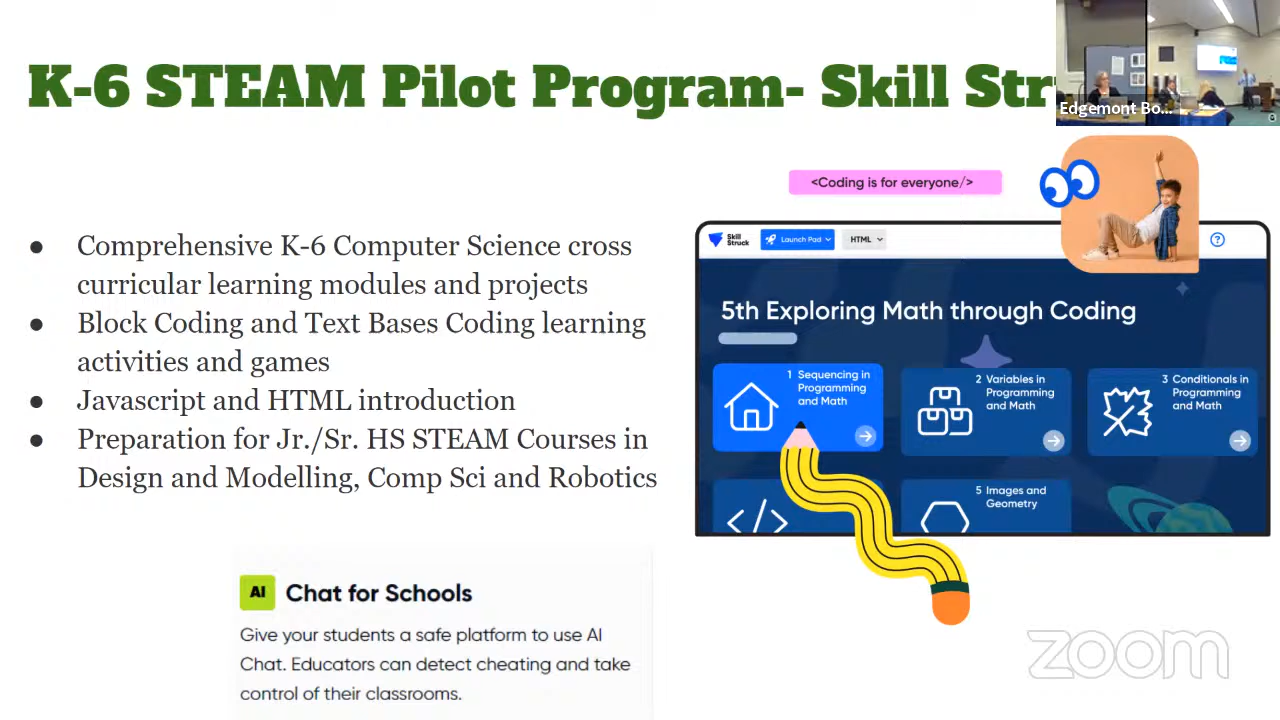 K-6 STEAM Pilot Program- Skill Str
Edgemont Bo...
<Coding is for everyone/>
● Comprehensive K-6 Computer Science cross
curricular learning modules and projects
● Block Coding and Text Bases Coding learning
activities and games
● Javascript and HTML introduction
● Preparation for Jr./Sr. HS STEAM Courses in
Design and Modelling, Comp Sci and Robotics
Skill
Struck
Launch Pad
HTML
?
5th Exploring Math through Coding
1 Sequencing in
Programming
and Math
2 Variables in
Programming
and Math
3 Conditionals in
Programming
and Math
</>
5 Images and
Geometry
AI Chat for Schools
Give your students a safe platform to use AI
Chat. Educators can detect cheating and take
control of their classrooms.
zoom